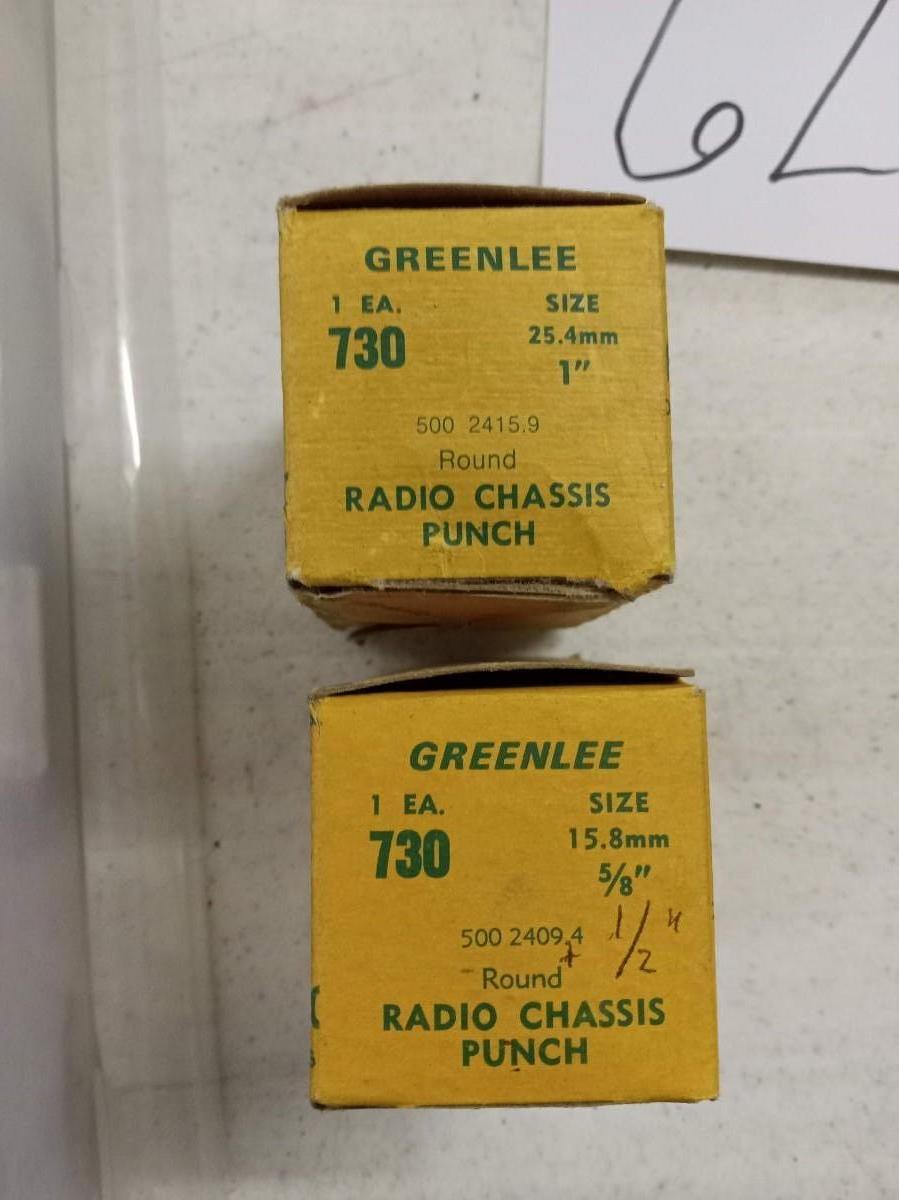 GREENLEE
1 EA. SIZE
730 25.4mm
1"
500 2415.9
Round
RADIO CHASSIS
PUNCH
GREENLEE
1 EA. SIZE
730 15.8mm
5/8"
500 2409.4 1/2"
+
Round
RADIO CHASSIS
PUNCH